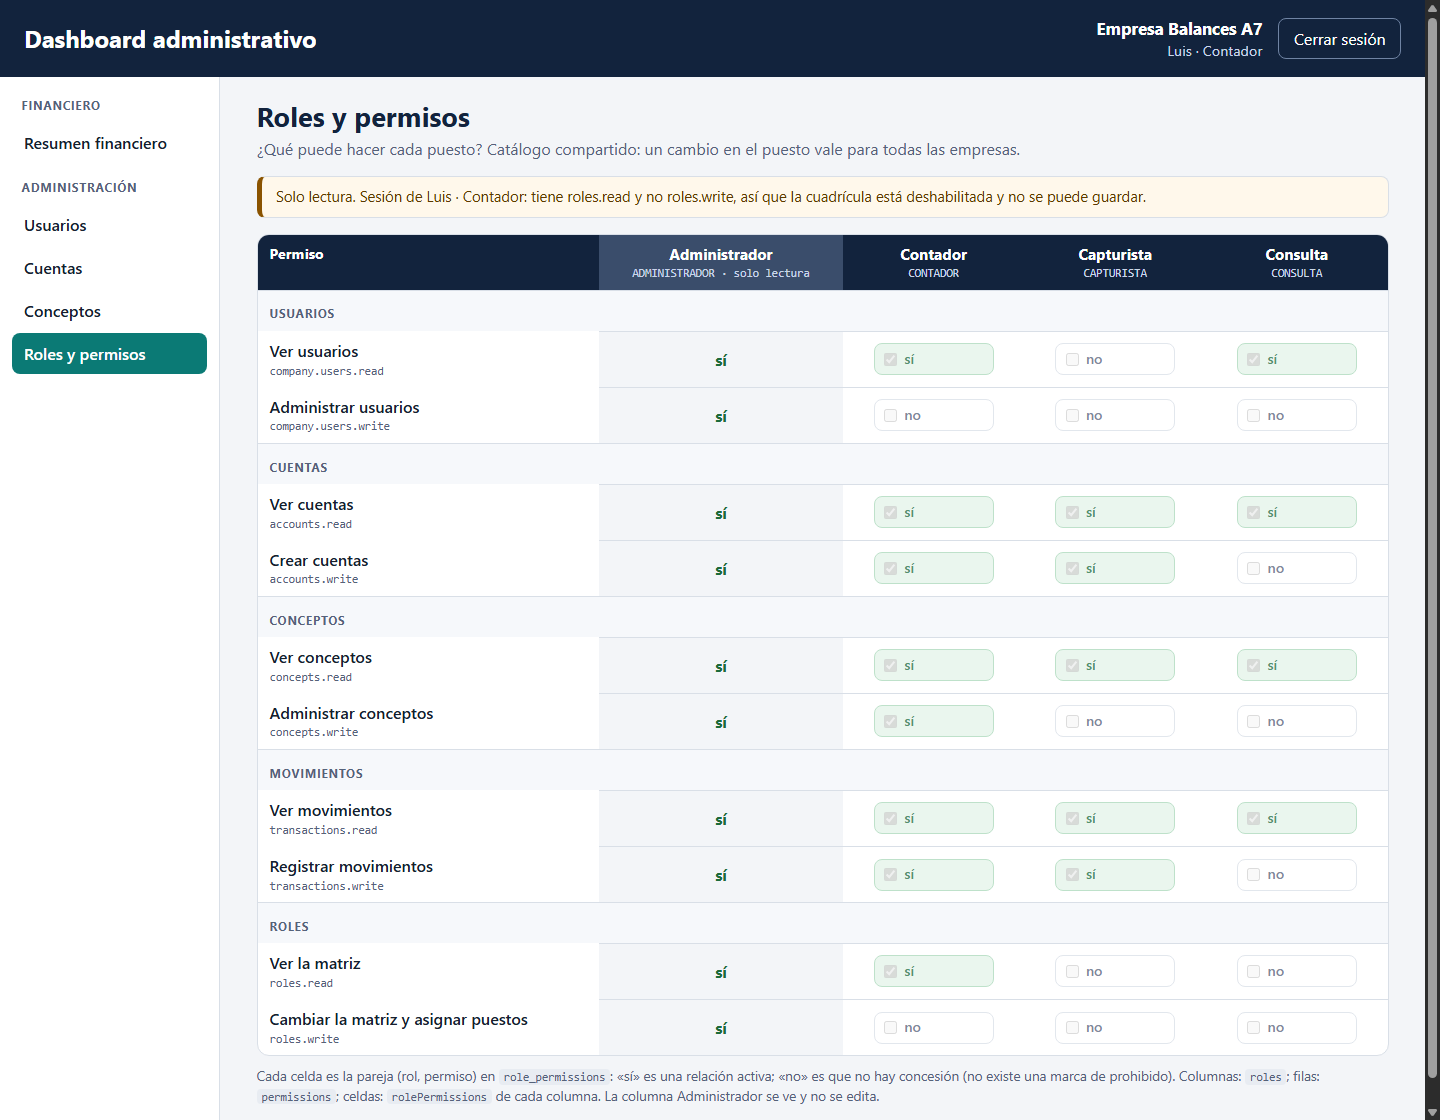 Dashboard administrativo
Empresa Balances A7
Luis · Contador
Cerrar sesión
FINANCIERO
Resumen financiero
ADMINISTRACIÓN
Usuarios
Cuentas
Conceptos
Roles y permisos
Roles y permisos
¿Qué puede hacer cada puesto? Catálogo compartido: un cambio en el puesto vale para todas las empresas.
Solo lectura. Sesión de Luis · Contador: tiene roles.read y no roles.write, así que la cuadrícula está deshabilitada y no se puede guardar.
Permiso Administrador Contador Capturista Consulta
ADMINISTRADOR · solo lectura CONTADOR CAPTURISTA CONSULTA
USUARIOS
Ver usuarios sí sí no sí
company.users.read
Administrar usuarios sí no no no
company.users.write
CUENTAS
Ver cuentas sí sí sí sí
accounts.read
Crear cuentas sí sí sí no
accounts.write
CONCEPTOS
Ver conceptos sí sí sí sí
concepts.read
Administrar conceptos sí sí no no
concepts.write
MOVIMIENTOS
Ver movimientos sí sí sí sí
transactions.read
Registrar movimientos sí sí sí no
transactions.write
ROLES
Ver la matriz sí sí no no
roles.read
Cambiar la matriz y asignar puestos sí no no no
roles.write
Cada celda es la pareja (rol, permiso) en role_permissions: «sí» es una relación activa; «no» es que no hay concesión (no existe una marca de prohibido). Columnas: roles; filas:
permissions; celdas: rolePermissions de cada columna. La columna Administrador se ve y no se edita.